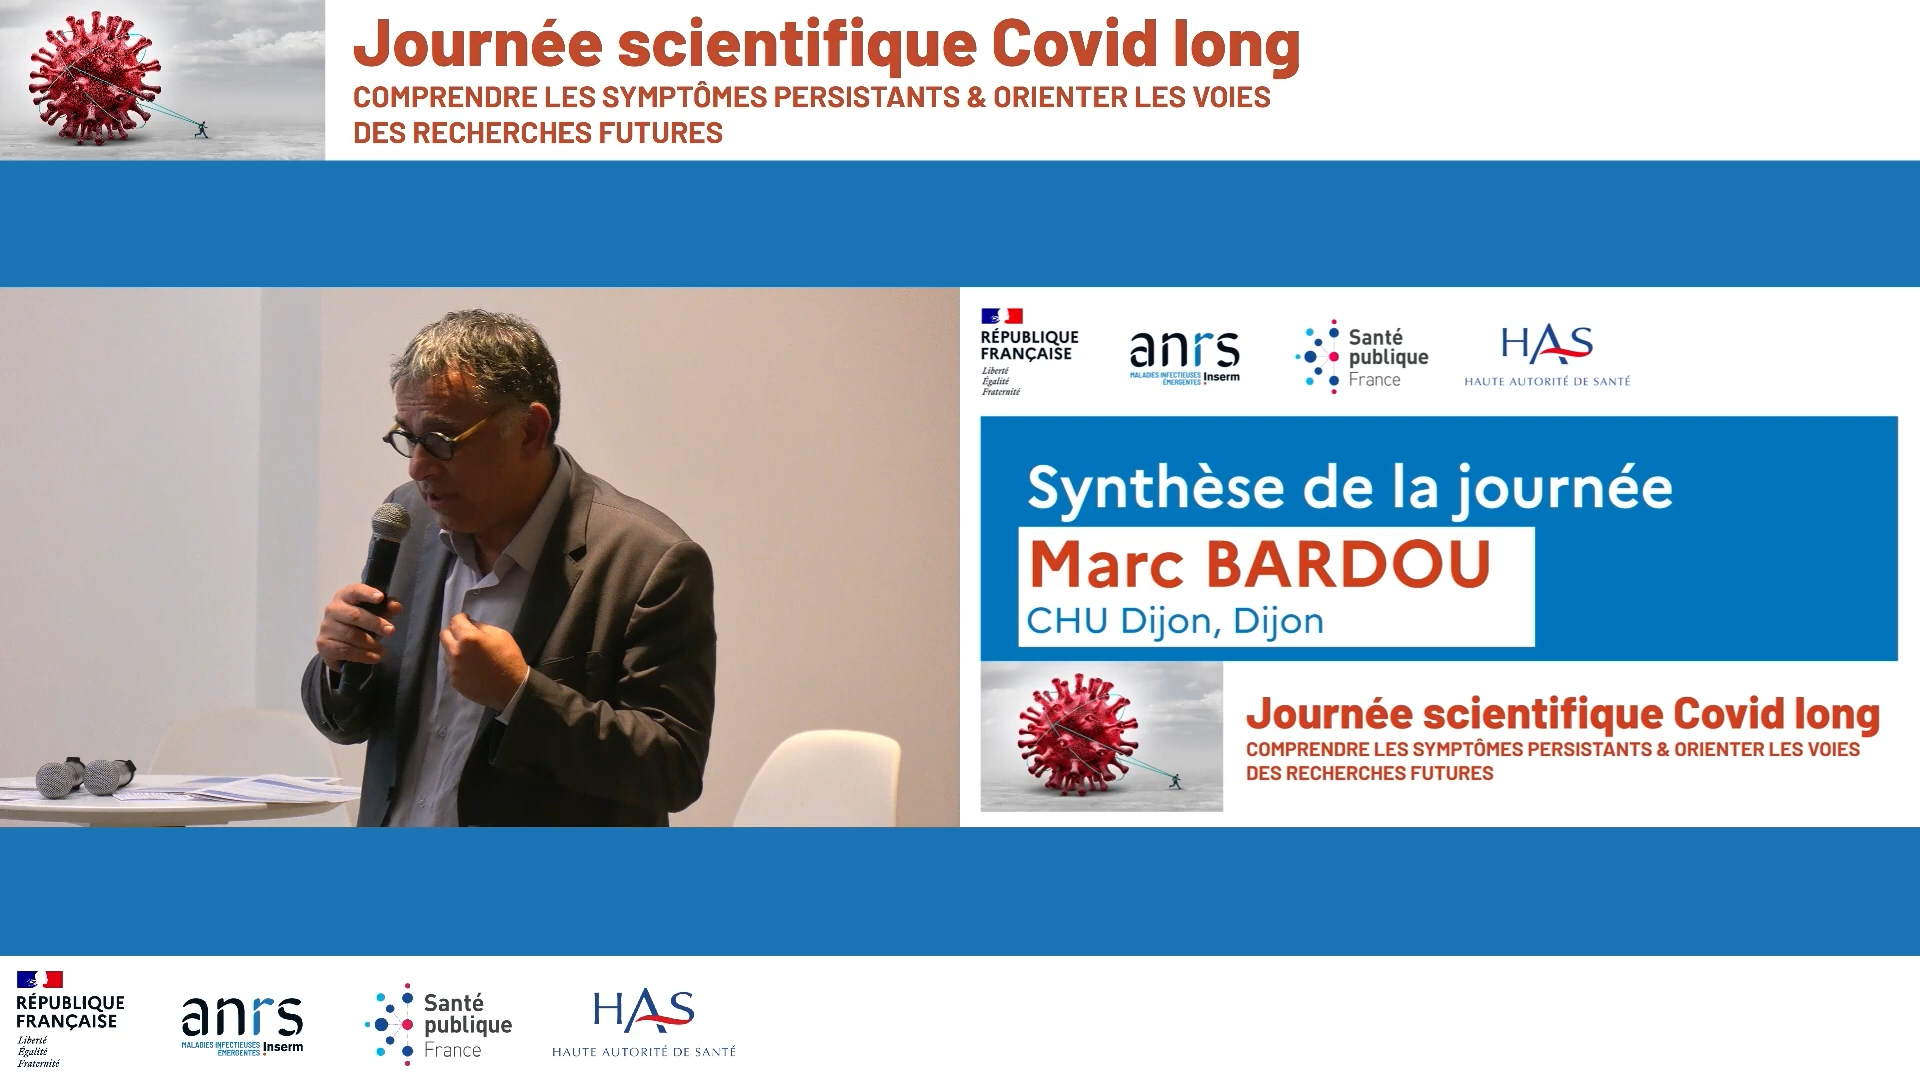 Journée scientifique Covid long
COMPRENDRE LES SYMPTÔMES PERSISTANTS & ORIENTER LES VOIES
DES RECHERCHES FUTURES
RÉPUBLIQUE
FRANÇAISE
Liberté
Égalité
Fraternité
anrs
MALADIES INFECTIEUSES
ÉMERGENTES
Inserm
Santé
publique
France
HAS
HAUTE AUTORITÉ DE SANTÉ
Synthèse de la journée
Marc BARDOU
CHU Dijon, Dijon
Journée scientifique Covid long
COMPRENDRE LES SYMPTÔMES PERSISTANTS & ORIENTER LES VOIES
DES RECHERCHES FUTURES
RÉPUBLIQUE
FRANÇAISE
Liberté
Égalité
Fraternité
anrs
MALADIES INFECTIEUSES
ÉMERGENTES
Inserm
Santé
publique
France
HAS
HAUTE AUTORITÉ DE SANTÉ